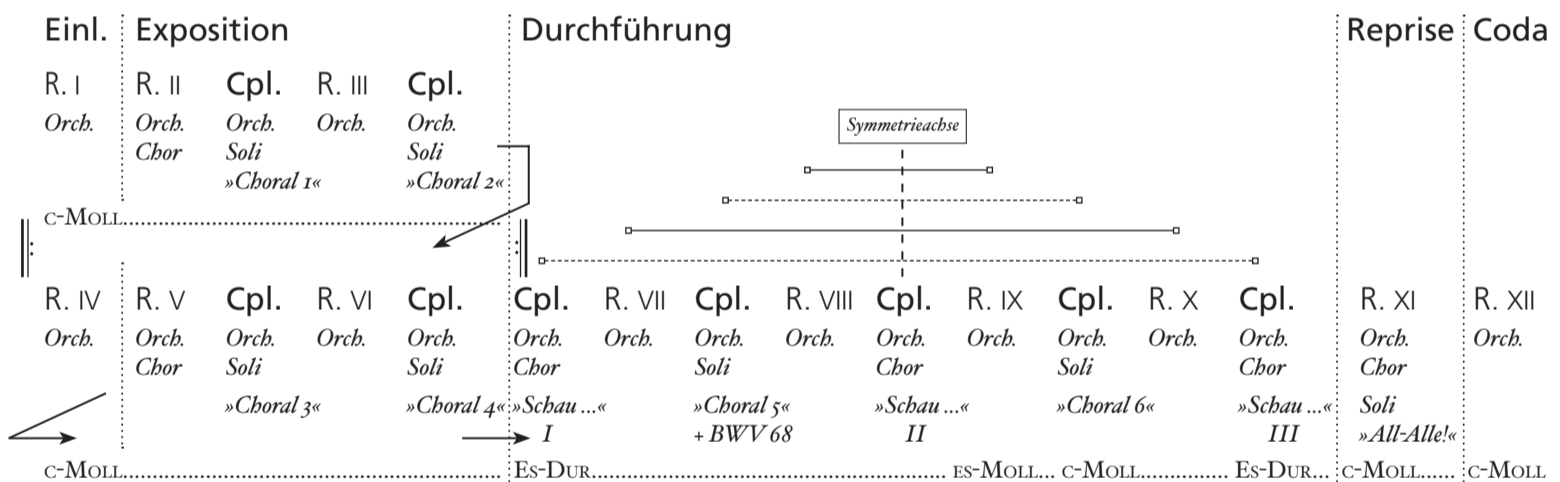 Einl. Exposition Durchführung Reprise Coda
R. I R. II Cpl. R. III Cpl.
Orch. Orch. Orch. Orch. Orch.
Chor Soli Soli
»Choral 1« »Choral 2«
Symmetrieachse
c-Moll
R. IV R. V Cpl. R. VI Cpl. Cpl. R. VII Cpl. R. VIII Cpl. R. IX Cpl. R. X Cpl. R. XI R. XII
Orch. Orch. Orch. Orch. Orch. Orch. Orch. Orch. Orch. Orch. Orch. Orch. Orch. Orch. Orch. Orch.
Chor Soli Soli Chor Soli Chor Soli Chor Chor
»Choral 3« »Choral 4« »Schau ...« »Choral 5« »Schau ...« »Choral 6« »Schau ...« Soli
I + BWV 68 II III »All-Alle!«
c-Moll Es-Dur es-Moll... c-Moll Es-Dur... c-Moll...... c-Moll